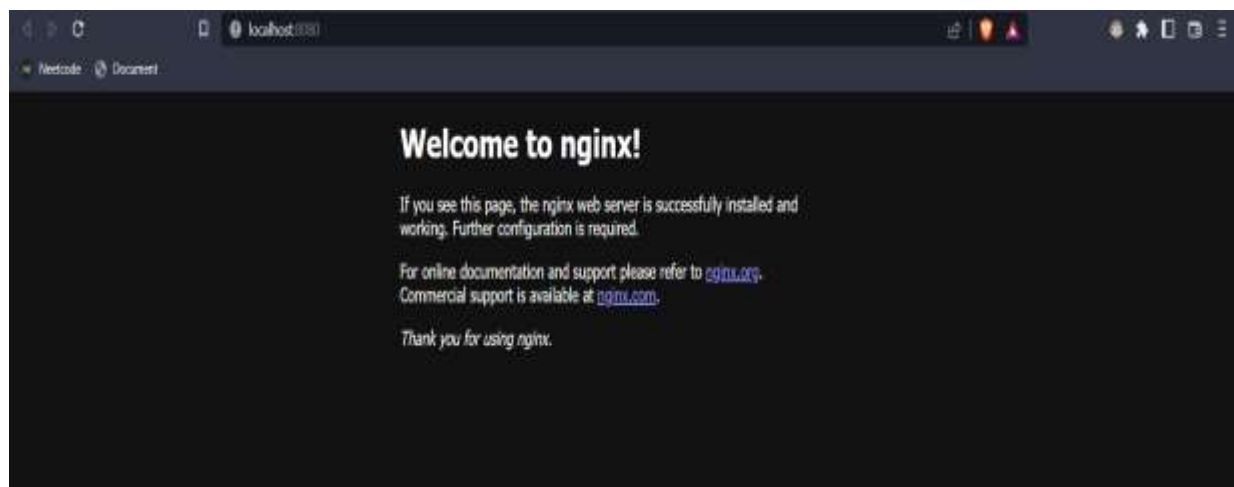 localhost:8080
Neetcode Document
Welcome to nginx!
If you see this page, the nginx web server is successfully installed and
working. Further configuration is required.
For online documentation and support please refer to nginx.org.
Commercial support is available at nginx.com.
Thank you for using nginx.